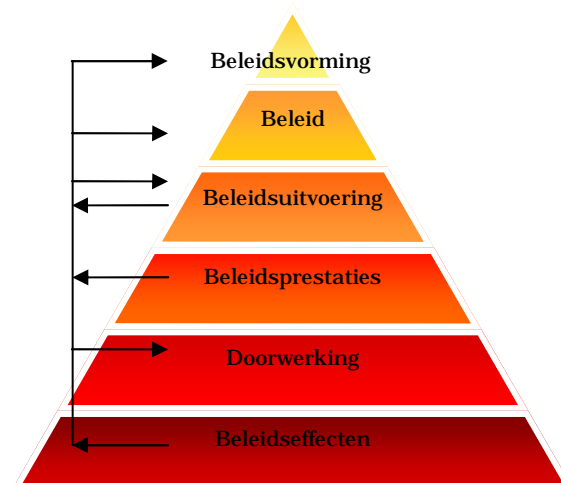 Beleidsvorming
Beleid
Beleidsuitvoering
Beleidsprestaties
Doorwerking
Beleidseffecten